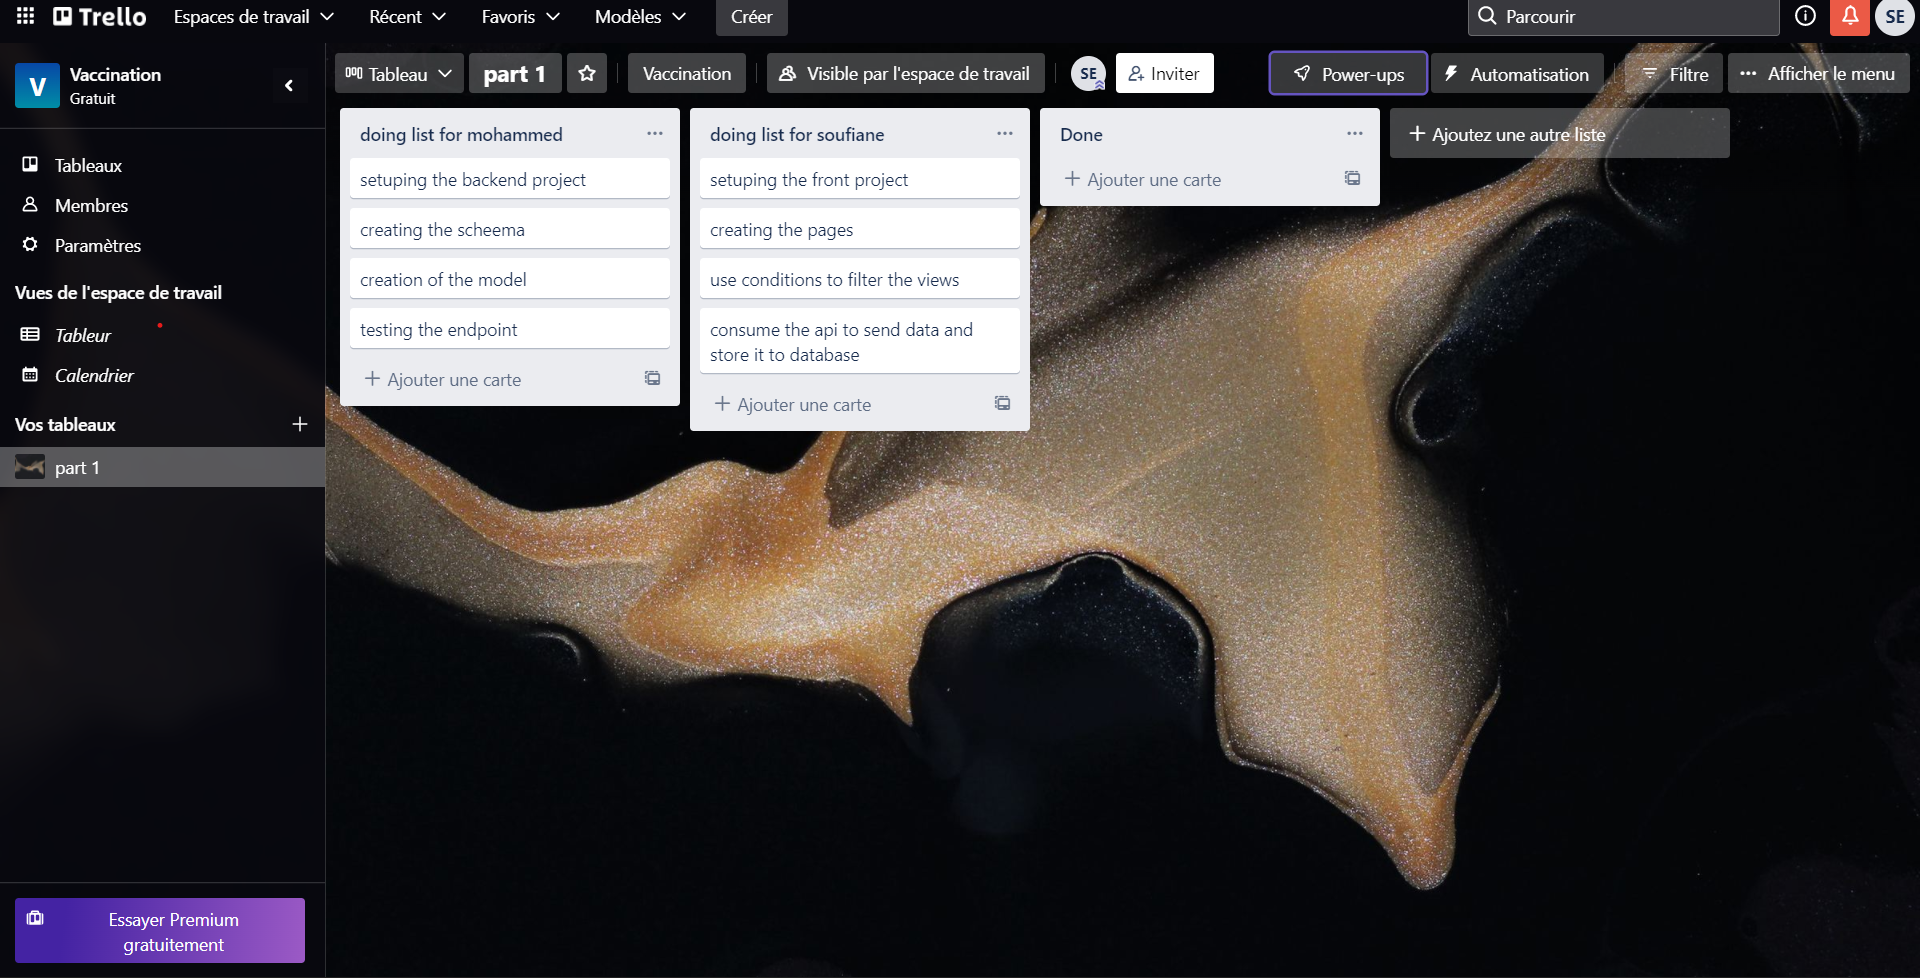 Trello
Espaces de travail
Récent
Favoris
Modèles
Créer
Parcourir
SE
V
Vaccination
Gratuit
Tableau
part 1
Vaccination
Visible par l'espace de travail
SE
Inviter
Power-ups
Automatisation
Filtre
Afficher le menu
Tableaux
Membres
Paramètres
Vues de l'espace de travail
Tableur
Calendrier
Vos tableaux
part 1
Essayer Premium
gratuitement
doing list for mohammed
setuping the backend project
creating the scheema
creation of the model
testing the endpoint
Ajouter une carte
doing list for soufiane
setuping the front project
creating the pages
use conditions to filter the views
consume the api to send data and
store it to database
Ajouter une carte
Done
Ajouter une carte
Ajoutez une autre liste